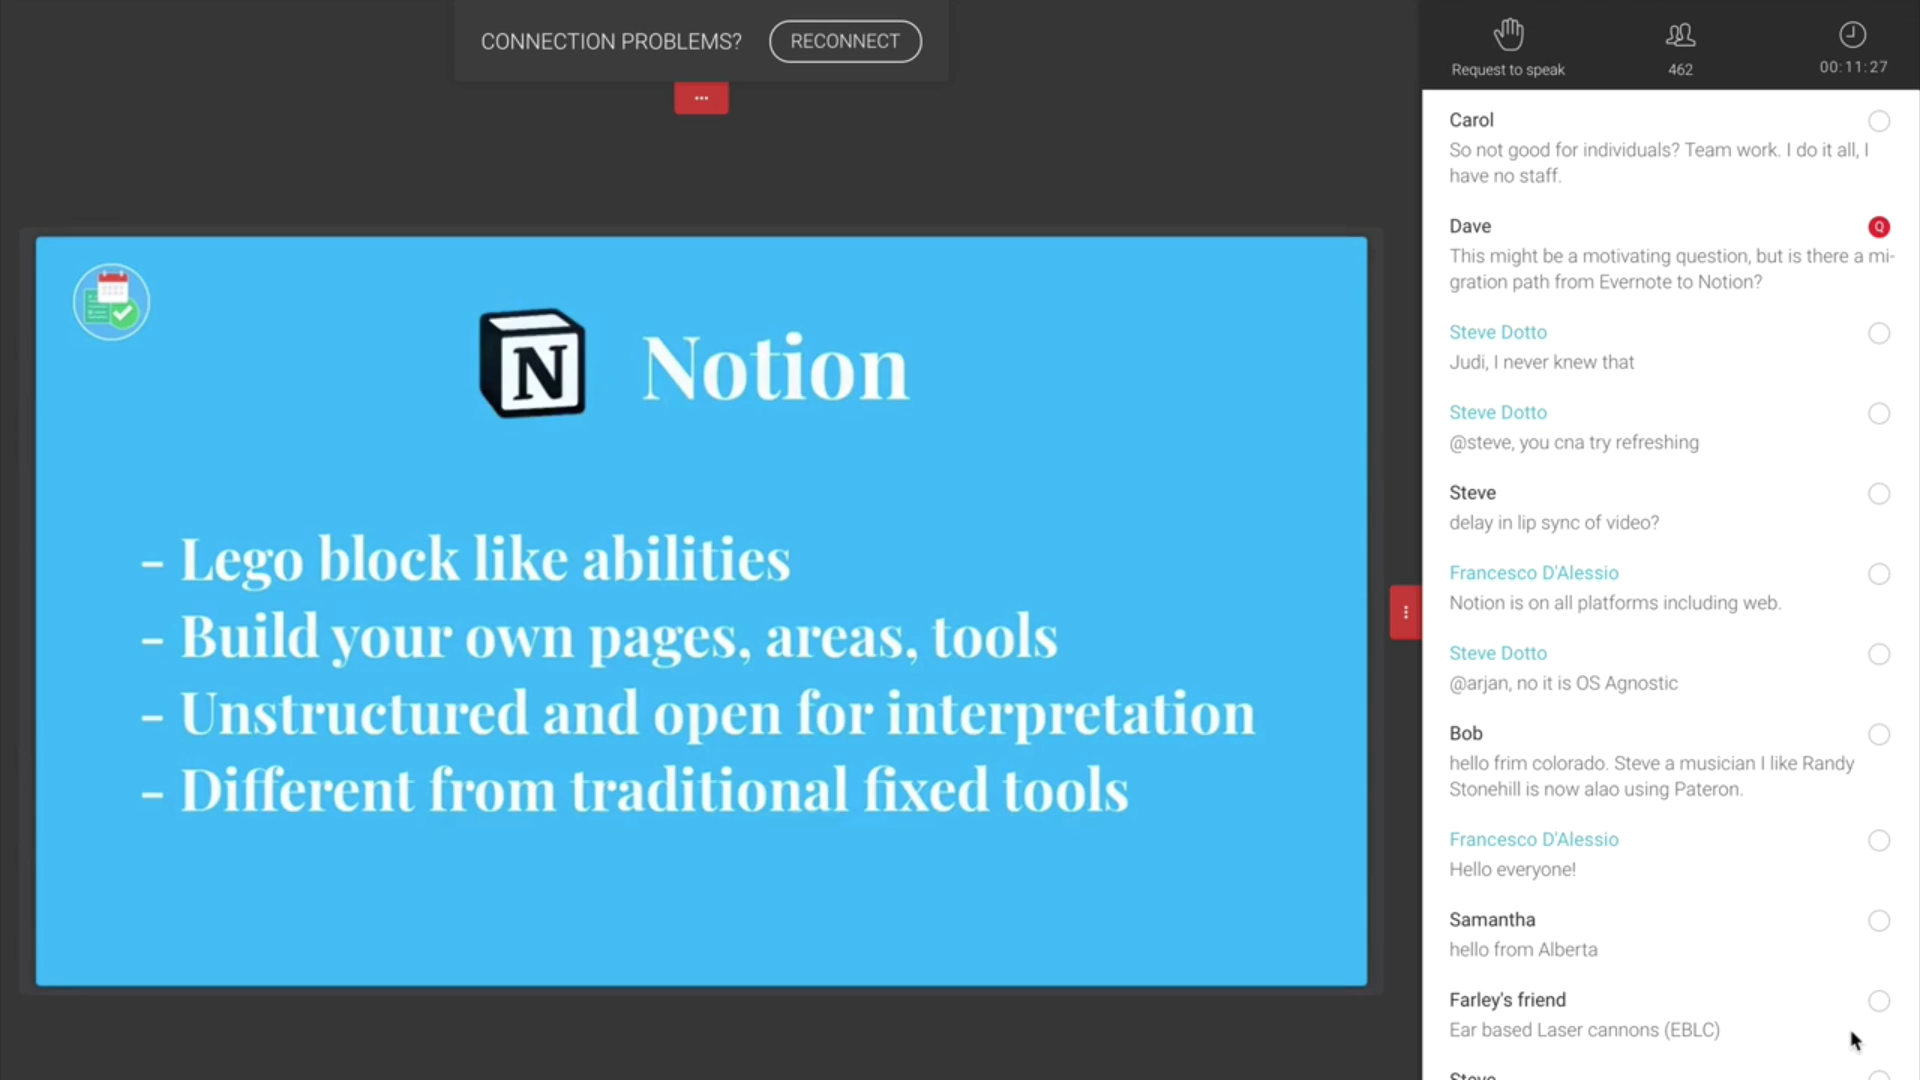 CONNECTION PROBLEMS? RECONNECT
Request to speak
462
00:11:27
N Notion
- Lego block like abilities
- Build your own pages, areas, tools
- Unstructured and open for interpretation
- Different from traditional fixed tools
Carol
So not good for individuals? Team work. I do it all, I
have no staff.
Dave
Q
This might be a motivating question, but is there a mi-
gration path from Evernote to Notion?
Steve Dotto
Judi, I never knew that
Steve Dotto
@steve, you cna try refreshing
Steve
delay in lip sync of video?
Francesco D'Alessio
Notion is on all platforms including web.
Steve Dotto
@arjan, no it is OS Agnostic
Bob
hello frim colorado. Steve a musician I like Randy
Stonehill is now alao using Pateron.
Francesco D'Alessio
Hello everyone!
Samantha
hello from Alberta
Farley's friend
Ear based Laser cannons (EBLC)
Steve